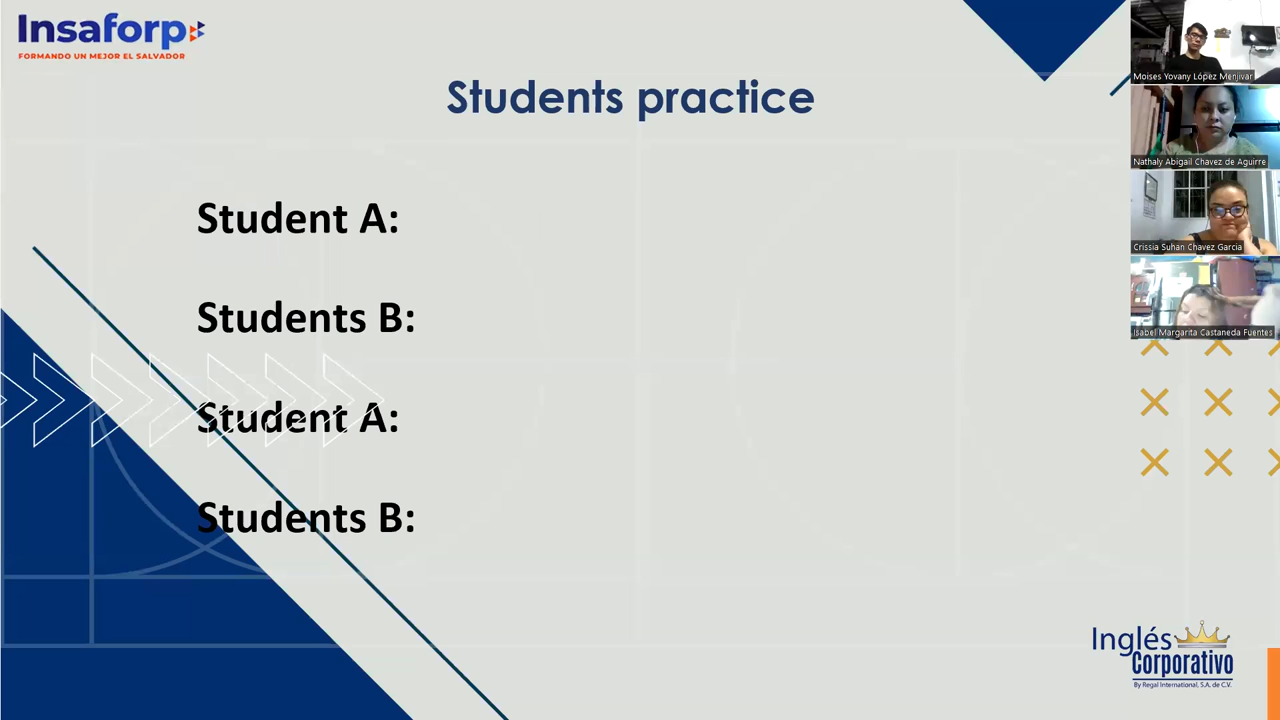 Insaforp
FORMANDO UN MEJOR EL SALVADOR
Students practice
Student A:
Students B:
Student A:
Students B:
Moises Yovany López Menjivar
Nathaly Abigail Chavez de Aguirre
Crissia Suhan Chavez Garcia
Isabel Margarita Castaneda Fuentes
Inglés
Corporativo
By Regal International, S.A. de C.V.